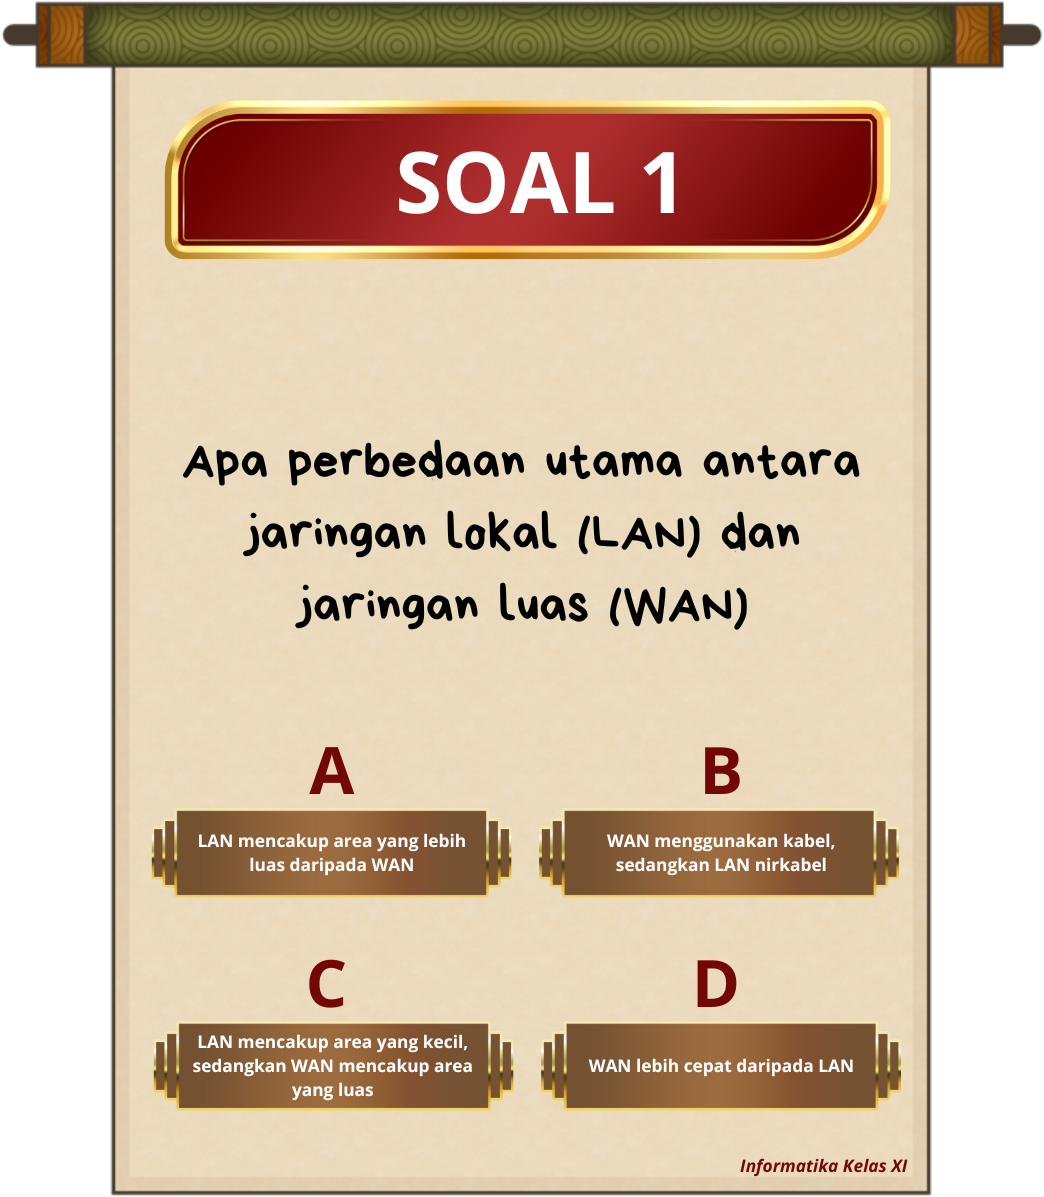 SOAL 1
Apa perbedaan utama antara
jaringan lokal (LAN) dan
jaringan luas (WAN)
A
LAN mencakup area yang lebih
luas daripada WAN
B
WAN menggunakan kabel,
sedangkan LAN nirkabel
C
LAN mencakup area yang kecil,
sedangkan WAN mencakup area
yang luas
D
WAN lebih cepat daripada LAN
Informatika Kelas XI